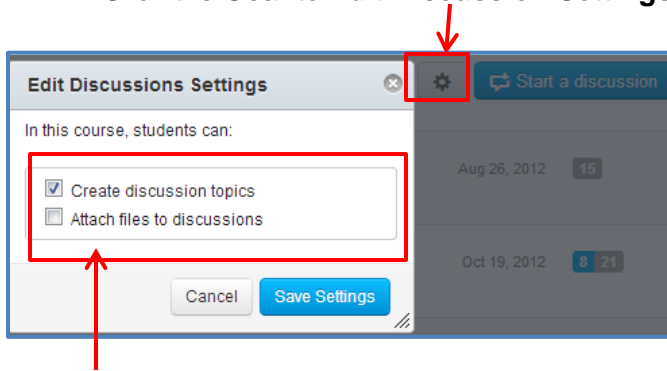 Edit Discussions Settings
Start a discussion
In this course, students can:
Create discussion topics
Attach files to discussions
Aug 26, 2012 15
Oct 19, 2012 8 21
Cancel Save Settings